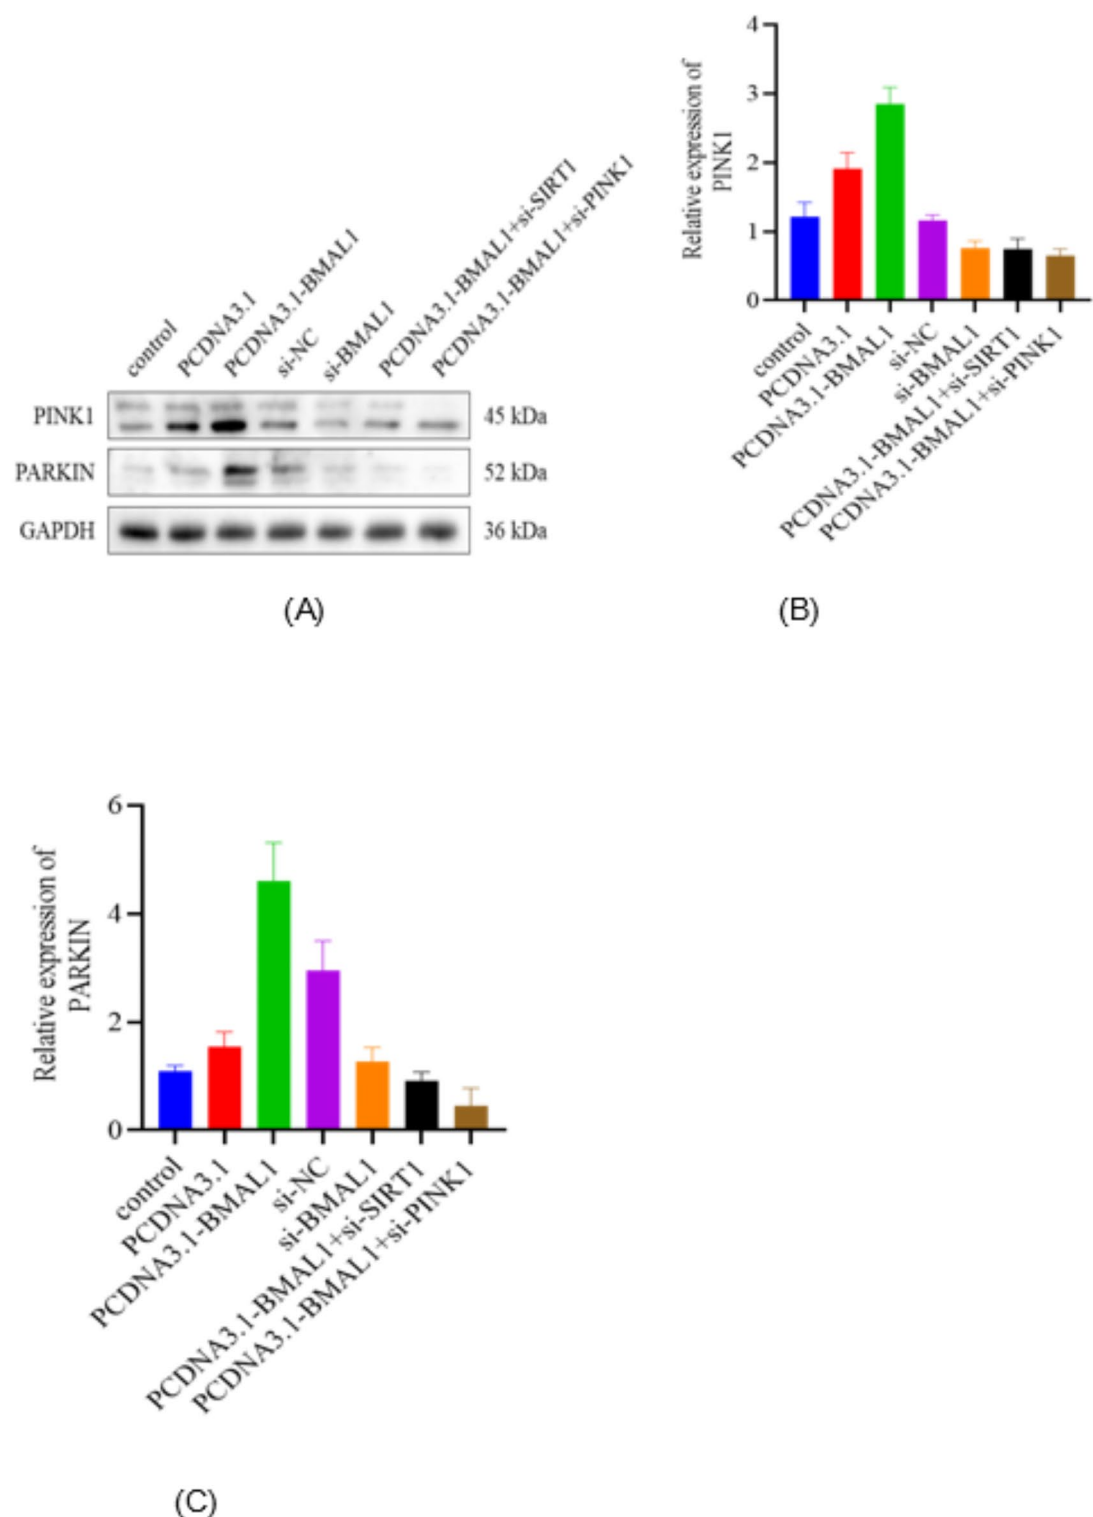 control
PCDNA3.1
PCDNA3.1-BMAL1
si-NC
si-BMAL1
PCDNA3.1-BMAL1+si-SIRT1
PCDNA3.1-BMAL1+si-PINK1
PINK1
45 kDa
PARKIN
52 kDa
GAPDH
36 kDa
(A)
Relative expression of
PINK1
4
3
2
1
0
control
PCDNA3.1
PCDNA3.1-BMAL1
si-NC
si-BMAL1
PCDNA3.1-BMAL1+si-SIRT1
PCDNA3.1-BMAL1+si-PINK1
(B)
Relative expression of
PARKIN
6
4
2
0
control
PCDNA3.1
PCDNA3.1-BMAL1
si-NC
si-BMAL1
PCDNA3.1-BMAL1+si-SIRT1
PCDNA3.1-BMAL1+si-PINK1
(C)